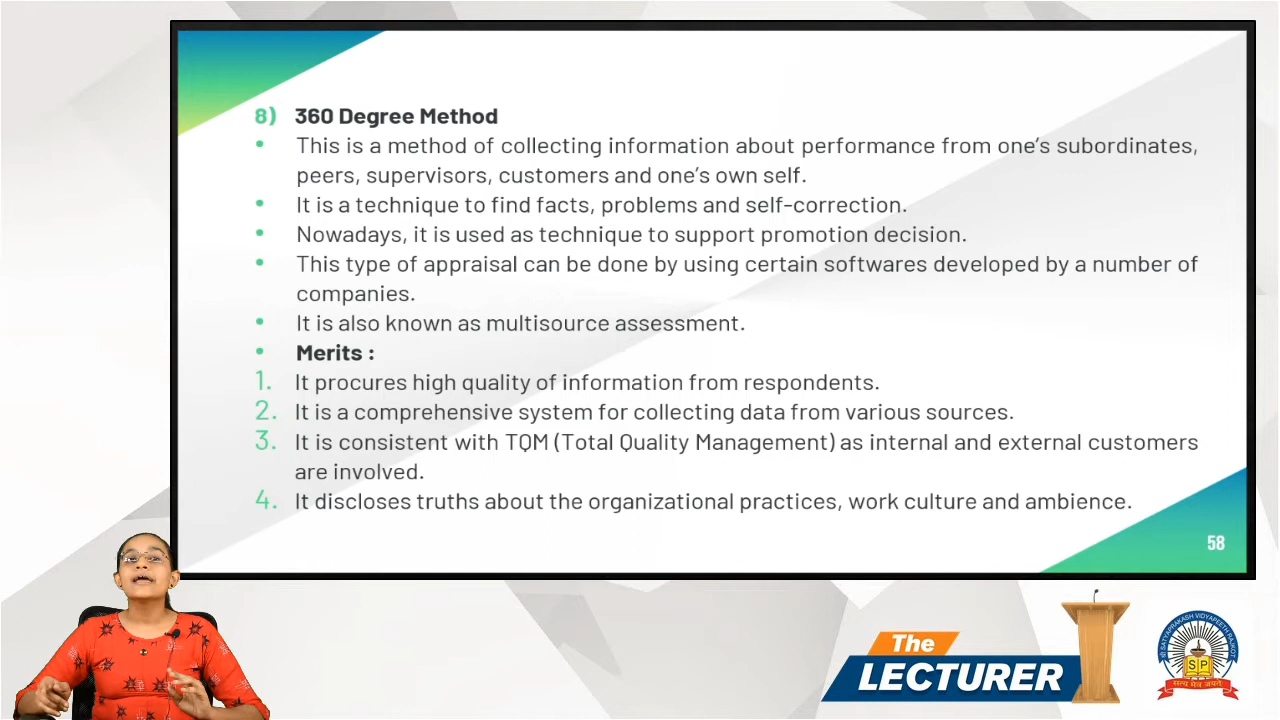 8) 360 Degree Method
• This is a method of collecting information about performance from one's subordinates,
peers, supervisors, customers and one's own self.
• It is a technique to find facts, problems and self-correction.
• Nowadays, it is used as technique to support promotion decision.
• This type of appraisal can be done by using certain softwares developed by a number of
companies.
• It is also known as multisource assessment.
• Merits :
1. It procures high quality of information from respondents.
2. It is a comprehensive system for collecting data from various sources.
3. It is consistent with TQM (Total Quality Management) as internal and external customers
are involved.
4. It discloses truths about the organizational practices, work culture and ambience.
58
The
LECTURER
SATYAPRAKASH VIDYAPEETH RAJKOT
S P
सत्य मेव जयते